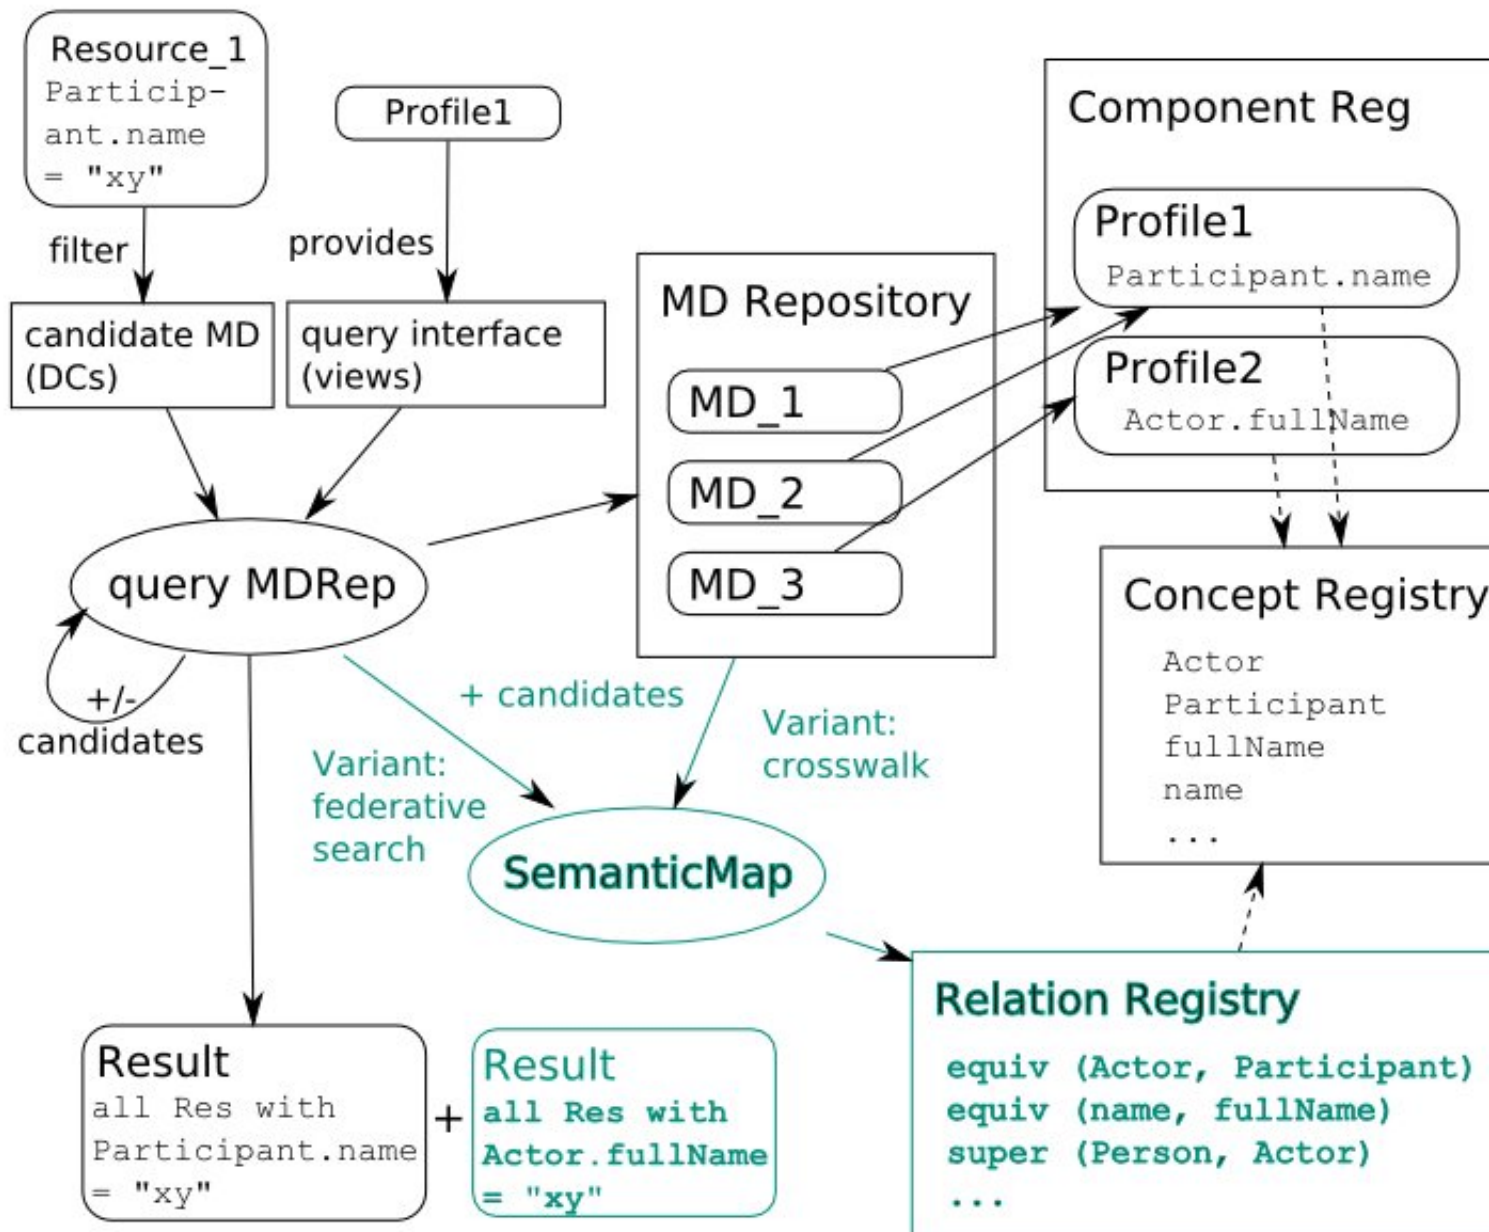 Resource_1
Particip-
ant.name
= "xy"
Profile1
filter
provides
candidate MD
(DCs)
query interface
(views)
query MDRep
+/-
candidates
MD Repository
MD_1
MD_2
MD_3
Component Reg
Profile1
Participant.name
Profile2
Actor.fullName
Concept Registry
Actor
Participant
fullName
name
...
+ candidates
Variant:
federative
search
Variant:
crosswalk
SemanticMap
Relation Registry
equiv (Actor, Participant)
equiv (name, fullName)
super (Person, Actor)
...
Result
all Res with
Participant.name
= "xy"
+
Result
all Res with
Actor.fullName
= "xy"